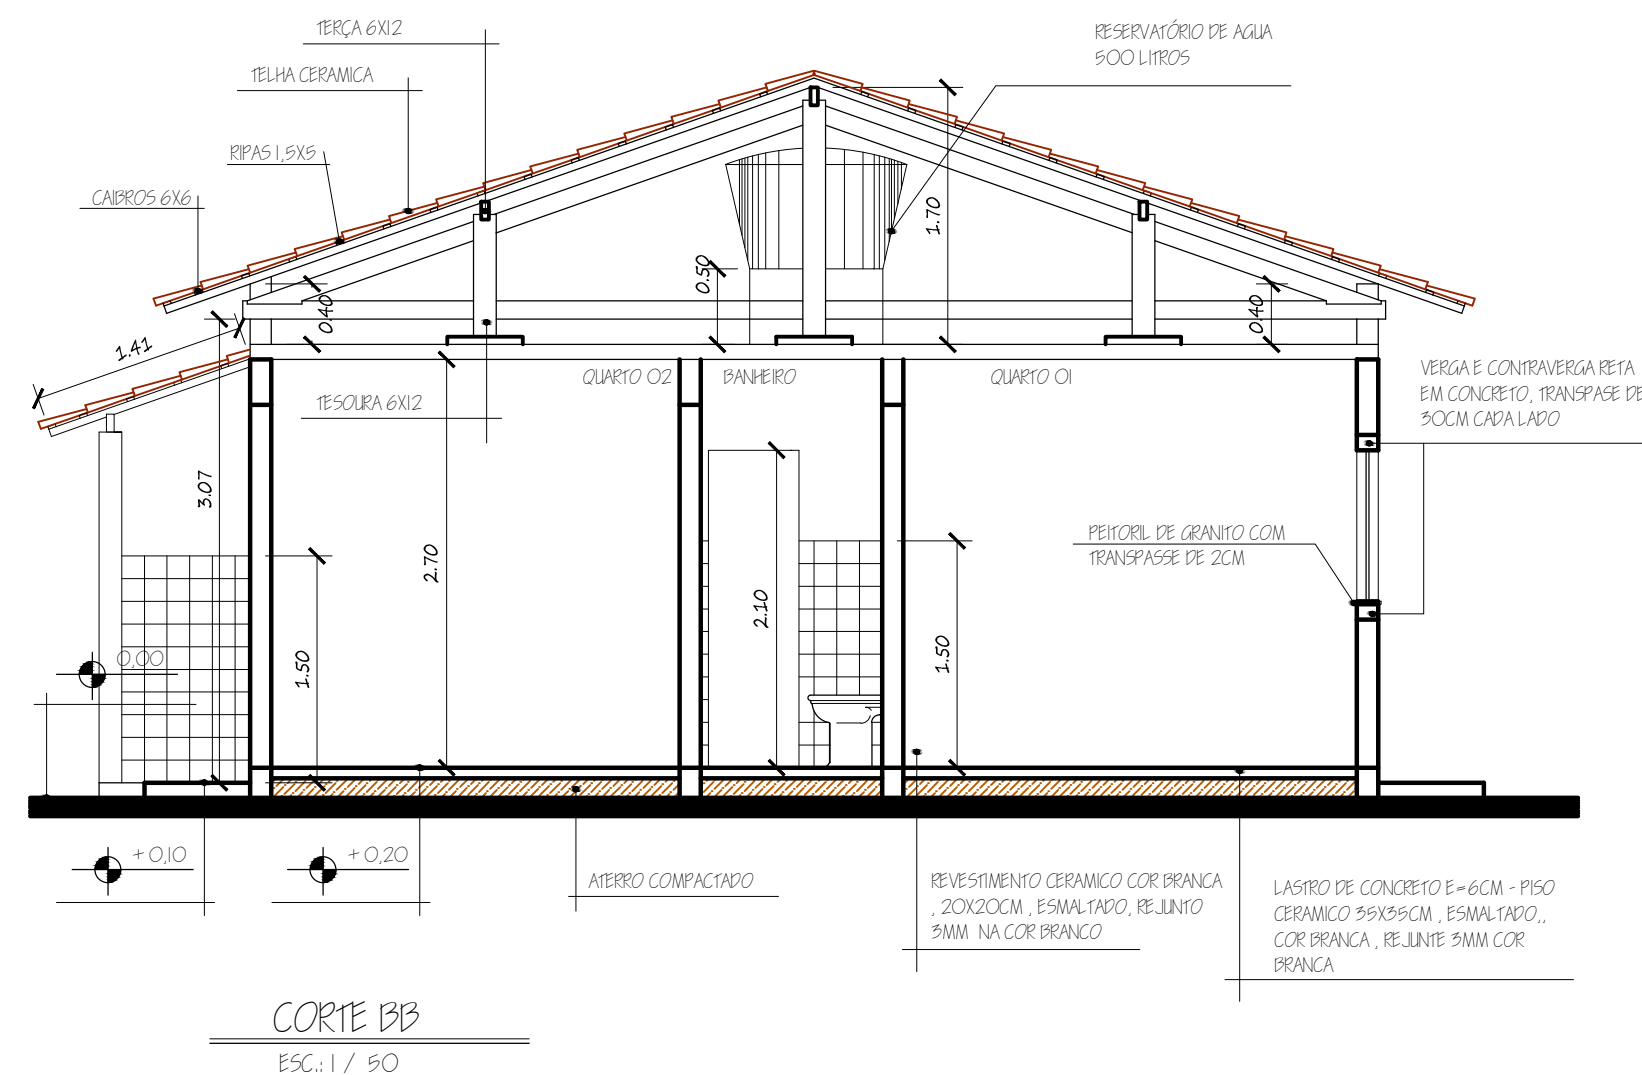 TERÇA 6X12
RESERVATÓRIO DE AGUA
500 LITROS
TELHA CERAMICA
RIPAS 1,5X5
CAIBROS 6X6
1.70
0.50
0.40
0.40
1.41
QUARTO 02
BANHEIRO
QUARTO 01
VERGA E CONTRAVERGA RETA
EM CONCRETO, TRANSPASE DE
30CM CADA LADO
TESOURA 6X12
3.07
2.70
PEITORIL DE GRANITO COM
TRANSPASSE DE 2CM
2.10
1.50
1.50
0,00
+0,10
+0,20
ATERRO COMPACTADO
REVESTIMENTO CERAMICO COR BRANCA
, 20X20CM , ESMALTADO, REJUNTO
3MM NA COR BRANCO
LASTRO DE CONCRETO E=6CM - PISO
CERAMICO 35X35CM , ESMALTADO,,
COR BRANCA , REJUNTE 3MM COR
BRANCA
CORTE BB
ESC.: 1 / 50